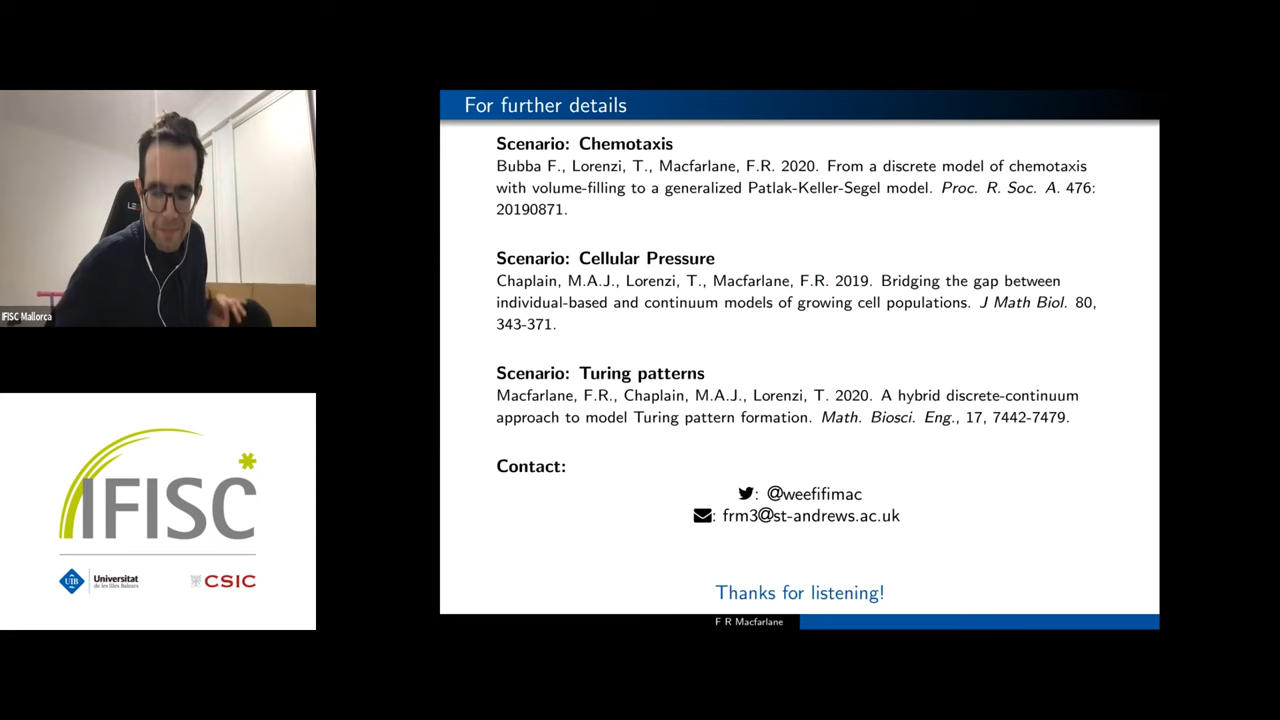 For further details
Scenario: Chemotaxis
Bubba F., Lorenzi, T., Macfarlane, F.R. 2020. From a discrete model of chemotaxis
with volume-filling to a generalized Patlak-Keller-Segel model. Proc. R. Soc. A. 476:
20190871.
Scenario: Cellular Pressure
Chaplain, M.A.J., Lorenzi, T., Macfarlane, F.R. 2019. Bridging the gap between
individual-based and continuum models of growing cell populations. J Math Biol. 80,
343-371.
Scenario: Turing patterns
Macfarlane, F.R., Chaplain, M.A.J., Lorenzi, T. 2020. A hybrid discrete-continuum
approach to model Turing pattern formation. Math. Biosci. Eng., 17, 7442-7479.
Contact:
: @weefifimac
: frm3@st-andrews.ac.uk
Thanks for listening!
F R Macfarlane
IFISC Mallorca
IFISC
UIB
Universitat
de les Illes Balears
CSIC